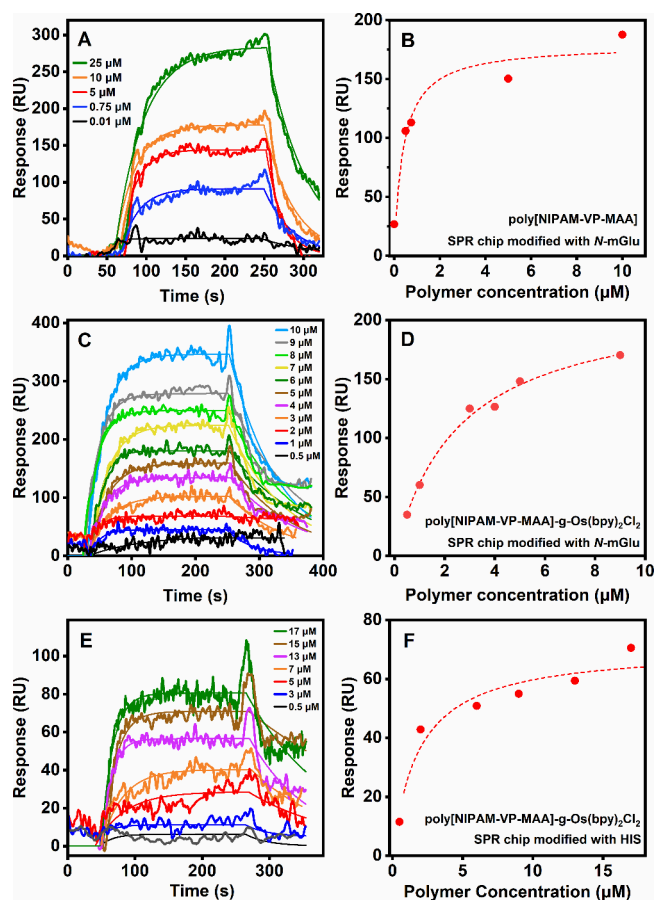 A
300
250
200
150
100
50
0
Response (RU)
25 µM
10 µM
5 µM
0.75 µM
0.01 µM
0 50 100 150 200 250 300
Time (s)
B
200
150
100
50
0
Response (RU)
poly[NIPAM-VP-MAA]
SPR chip modified with N-mGlu
0 2 4 6 8 10
Polymer concentration (µM)
C
400
300
200
100
0
Response (RU)
10 µM
9 µM
8 µM
7 µM
6 µM
5 µM
4 µM
3 µM
2 µM
1 µM
0.5 µM
0 100 200 300 400
Time (s)
D
200
150
100
50
0
Response (RU)
poly[NIPAM-VP-MAA]-g-Os(bpy)₂Cl₂
SPR chip modified with N-mGlu
0 2 4 6 8 10
Polymer concentration (µM)
E
100
80
60
40
20
0
Response (RU)
17 µM
15 µM
13 µM
7 µM
5 µM
3 µM
0.5 µM
0 100 200 300
Time (s)
F
80
60
40
20
0
Response (RU)
poly[NIPAM-VP-MAA]-g-Os(bpy)₂Cl₂
SPR chip modified with HIS
0 5 10 15
Polymer Concentration (µM)